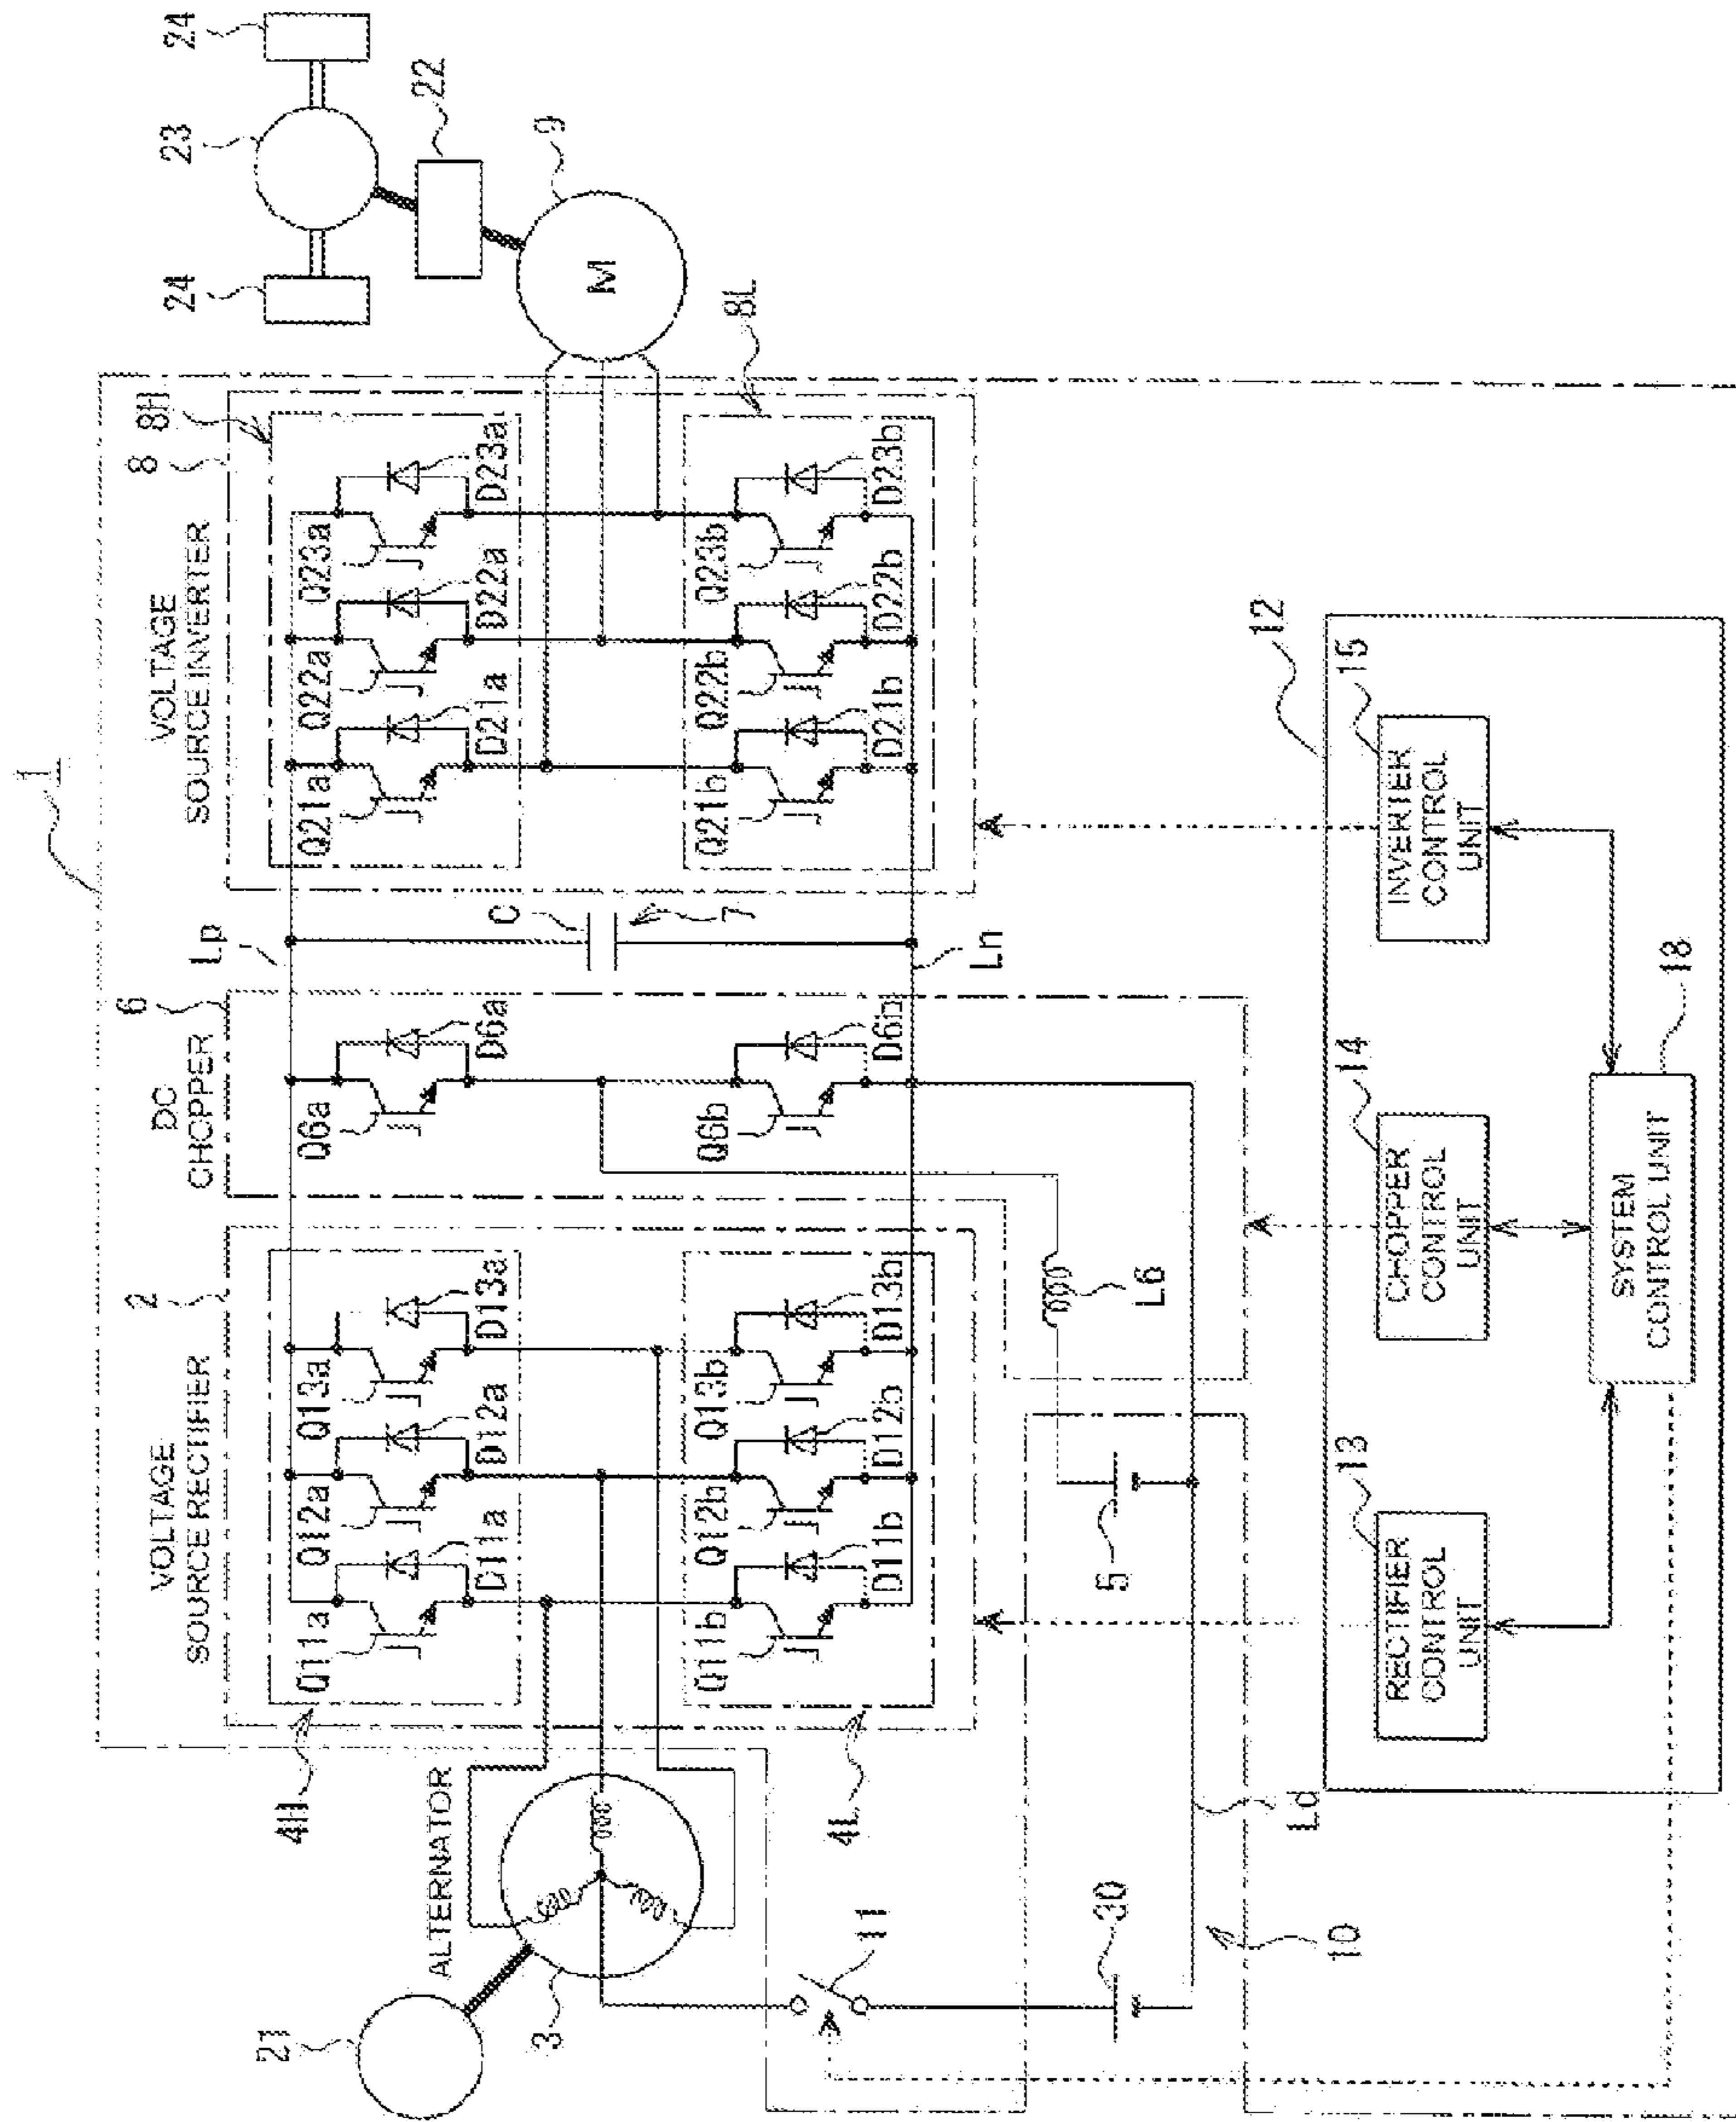 1
VOLTAGE
SOURCE RECTIFIER
2
DC
CHOPPER
6
VOLTAGE
SOURCE INVERTER
8
8H
24
23
24
22
9
M
8L
Lp
C
7
Ln
Q11a
D11a
Q12a
D12a
Q13a
D13a
Q6a
D6a
Q21a
D21a
Q22a
D22a
Q23a
D23a
Q11b
D11b
Q12b
D12b
Q13b
D13b
Q6b
D6b
Q21b
D21b
Q22b
D22b
Q23b
D23b
4H
4L
ALTERNATOR
21
3
11
30
5
L6
Ld
10
12
13
RECTIFIER
CONTROL
UNIT
14
CHOPPER
CONTROL
UNIT
15
INVERTER
CONTROL
UNIT
SYSTEM
CONTROL UNIT
18